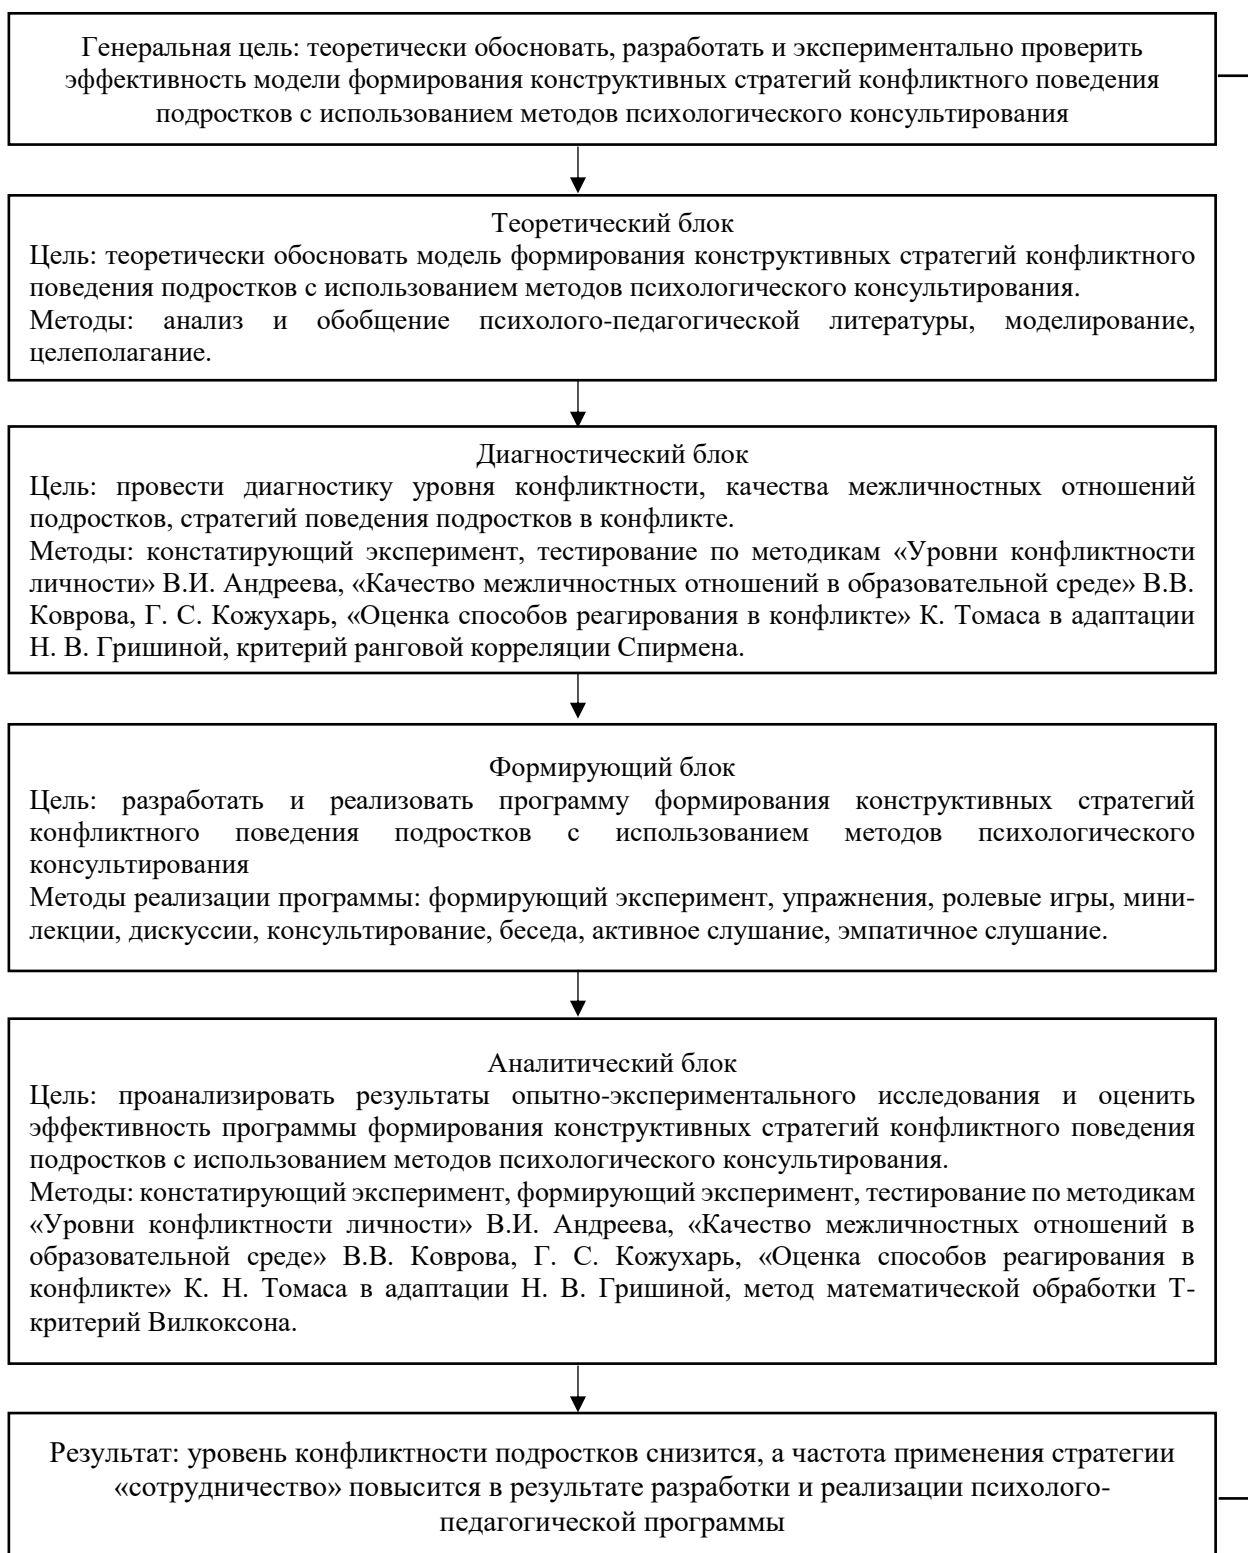 Генеральная цель: теоретически обосновать, разработать и экспериментально проверить
эффективность модели формирования конструктивных стратегий конфликтного поведения
подростков с использованием методов психологического консультирования
Теоретический блок
Цель: теоретически обосновать модель формирования конструктивных стратегий конфликтного
поведения подростков с использованием методов психологического консультирования.
Методы: анализ и обобщение психолого-педагогической литературы, моделирование,
целеполагание.
Диагностический блок
Цель: провести диагностику уровня конфликтности, качества межличностных отношений
подростков, стратегий поведения подростков в конфликте.
Методы: констатирующий эксперимент, тестирование по методикам «Уровни конфликтности
личности» В.И. Андреева, «Качество межличностных отношений в образовательной среде» В.В.
Коврова, Г. С. Кожухарь, «Оценка способов реагирования в конфликте» К. Томаса в адаптации
Н. В. Гришиной, критерий ранговой корреляции Спирмена.
Формирующий блок
Цель: разработать и реализовать программу формирования конструктивных стратегий
конфликтного поведения подростков с использованием методов психологического
консультирования
Методы реализации программы: формирующий эксперимент, упражнения, ролевые игры, мини-
лекции, дискуссии, консультирование, беседа, активное слушание, эмпатичное слушание.
Аналитический блок
Цель: проанализировать результаты опытно-экспериментального исследования и оценить
эффективность программы формирования конструктивных стратегий конфликтного поведения
подростков с использованием методов психологического консультирования.
Методы: констатирующий эксперимент, формирующий эксперимент, тестирование по методикам
«Уровни конфликтности личности» В.И. Андреева, «Качество межличностных отношений в
образовательной среде» В.В. Коврова, Г. С. Кожухарь, «Оценка способов реагирования в
конфликте» К. Н. Томаса в адаптации Н. В. Гришиной, метод математической обработки Т-
критерий Вилкоксона.
Результат: уровень конфликтности подростков снизится, а частота применения стратегии
«сотрудничество» повысится в результате разработки и реализации психолого-
педагогической программы